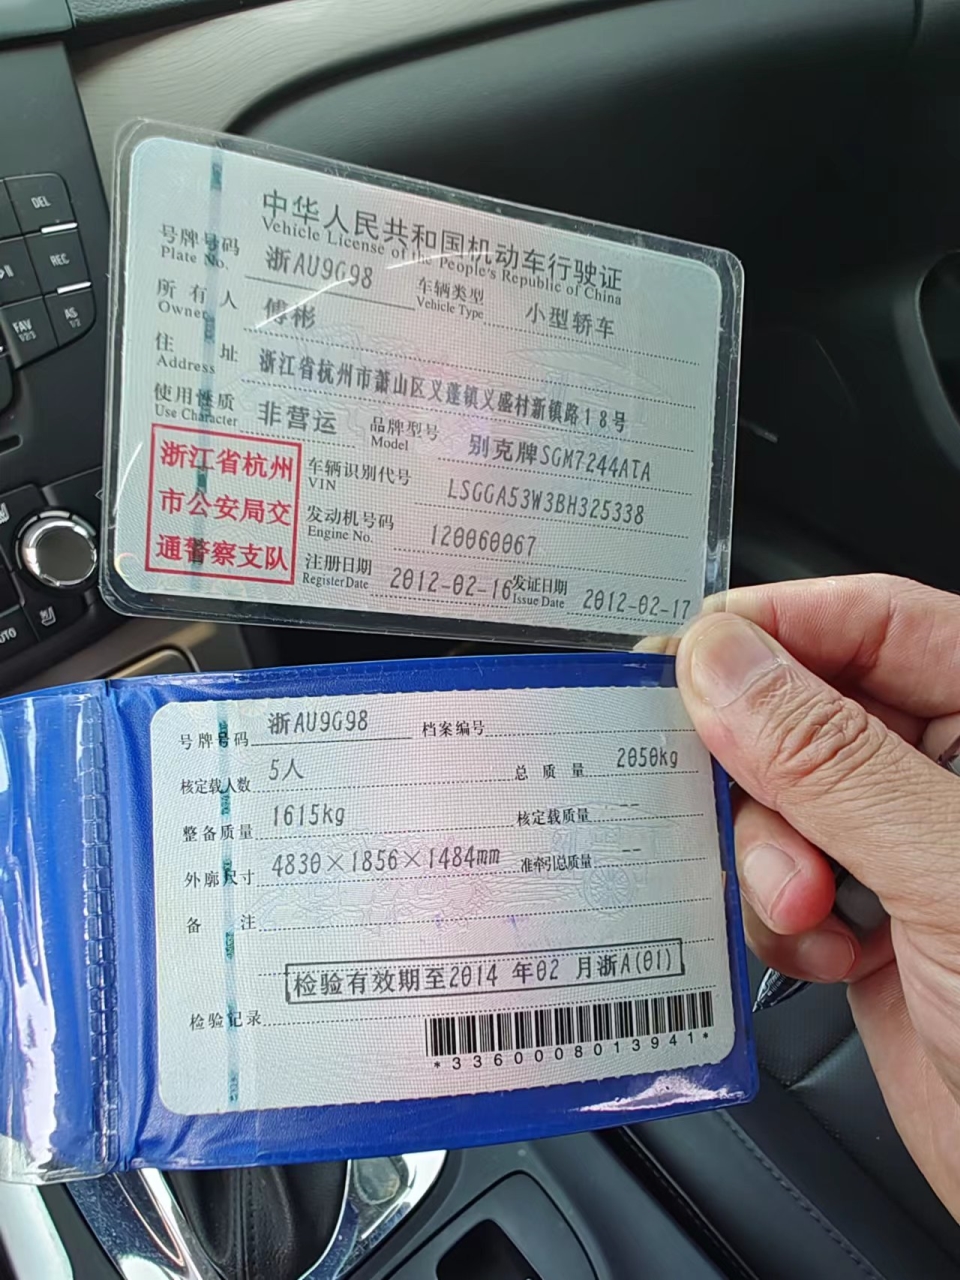 DEL
REC
FAV
1/2/3
AS
1/2
中华人民共和国机动车行驶证
Vehicle License of the People's Republic of China
号牌号码 浙AU9G98 车辆类型 小型轿车
Plate No. Vehicle Type
所有人 傅彬
Owner
住址 浙江省杭州市萧山区义蓬镇义盛村新镇路18号
Address
使用性质 非营运 品牌型号 别克牌SGM7244ATA
Use Character Model
浙江省杭州
市公安局交
通警察支队
车辆识别代号 LSGGA53W3BH325338
VIN
发动机号码 120060067
Engine No.
注册日期 2012-02-16 发证日期 2012-02-17
Register Date Issue Date
号牌号码 浙AU9G98 档案编号
核定载人数 5人 总质量 2050kg
整备质量 1615kg 核定载质量 --
外廓尺寸 4830×1856×1484mm 准牵引总质量 --
备注
检验有效期至2014年02月浙A(01)
检验记录
*3360008013941*